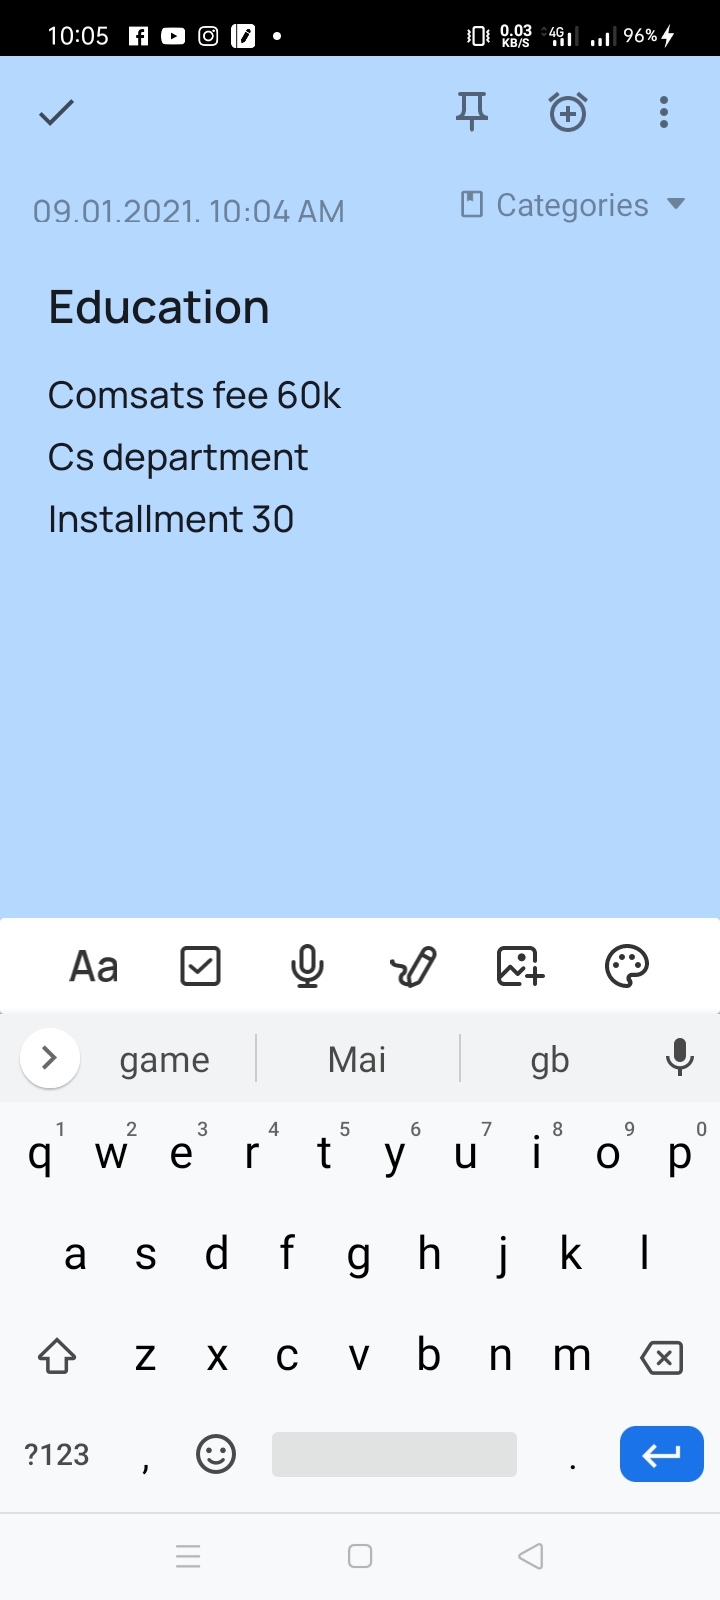 10:05 0.03 KB/S 4G 96%
09.01.2021. 10:04 AM Categories
Education
Comsats fee 60k
Cs department
Installment 30
Aa
game Mai gb
1 2 3 4 5 6 7 8 9 0
q w e r t y u i o p
a s d f g h j k l
z x c v b n m
?123 , .